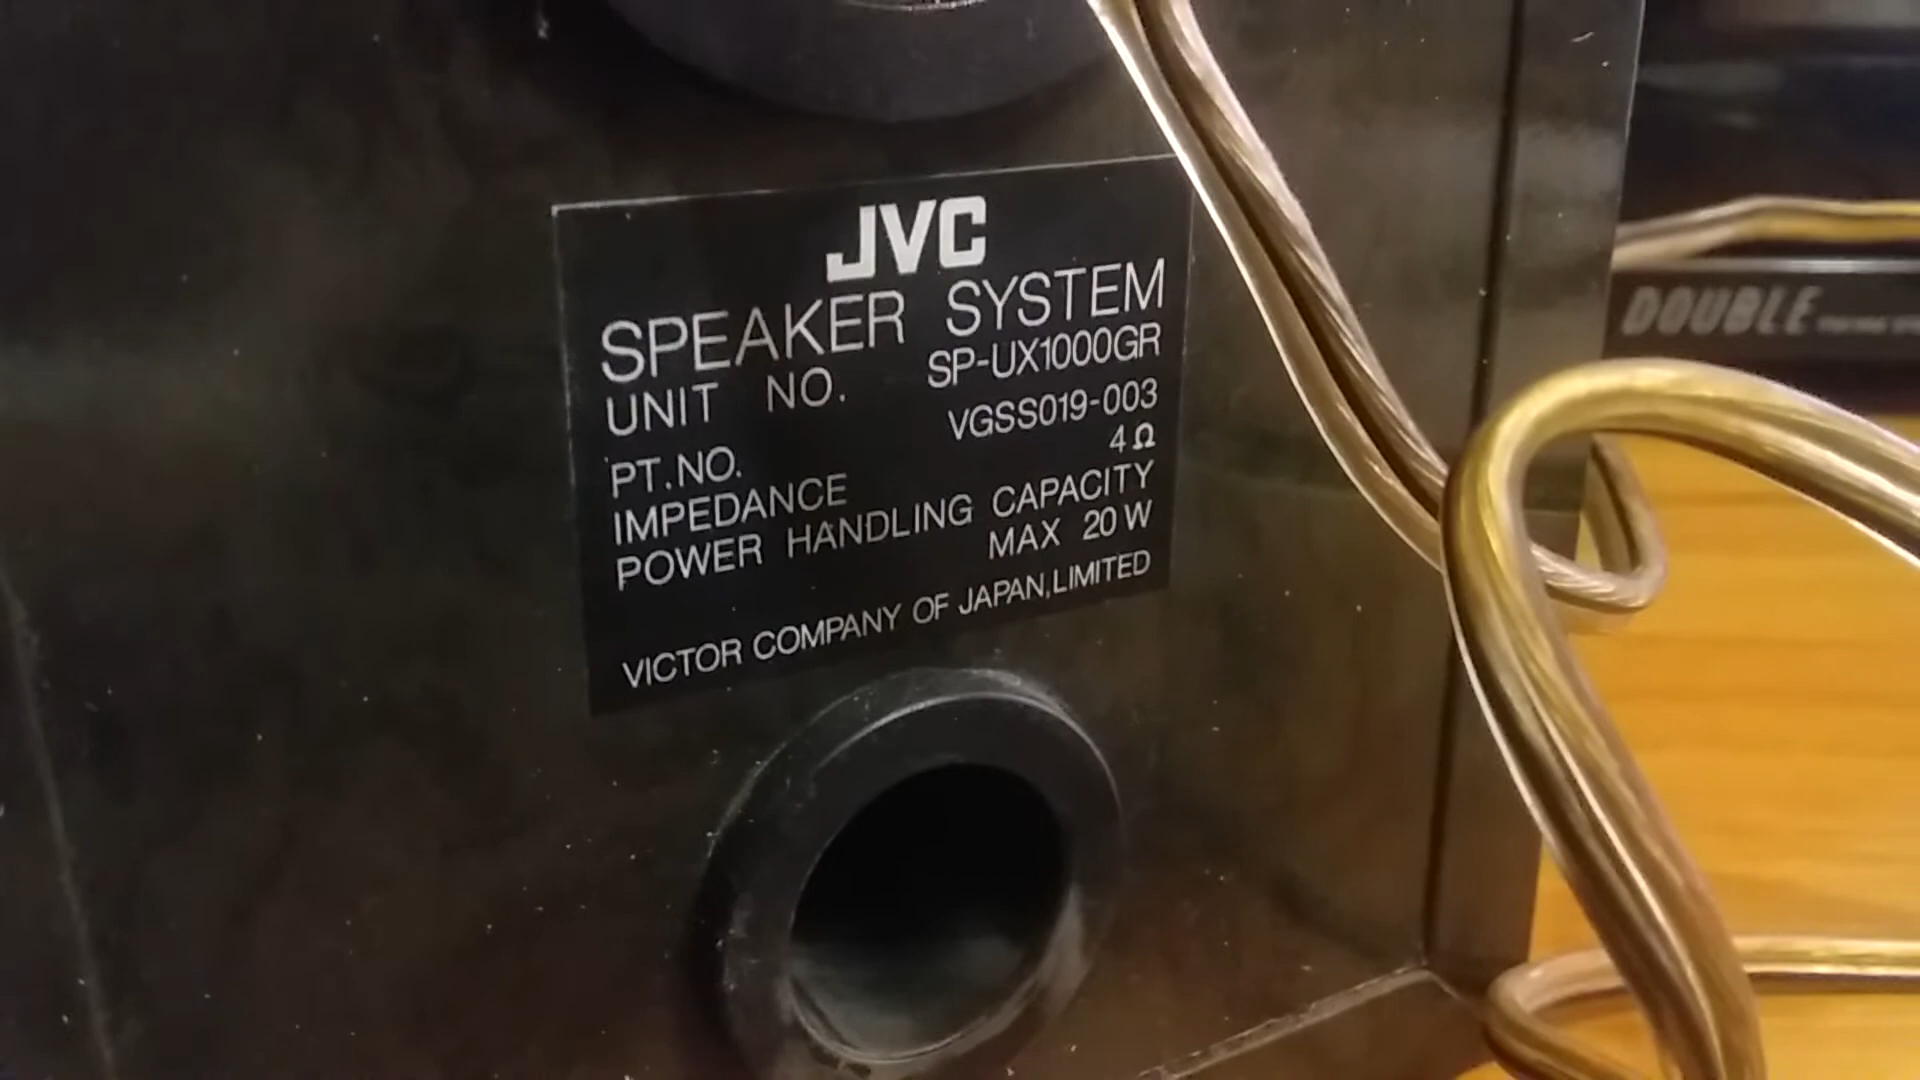 JVC
SPEAKER SYSTEM
UNIT NO. SP-UX1000GR
PT.NO. VGSS019-003
IMPEDANCE 4Ω
POWER HANDLING CAPACITY
MAX 20W
VICTOR COMPANY OF JAPAN,LIMITED
DOUBLE